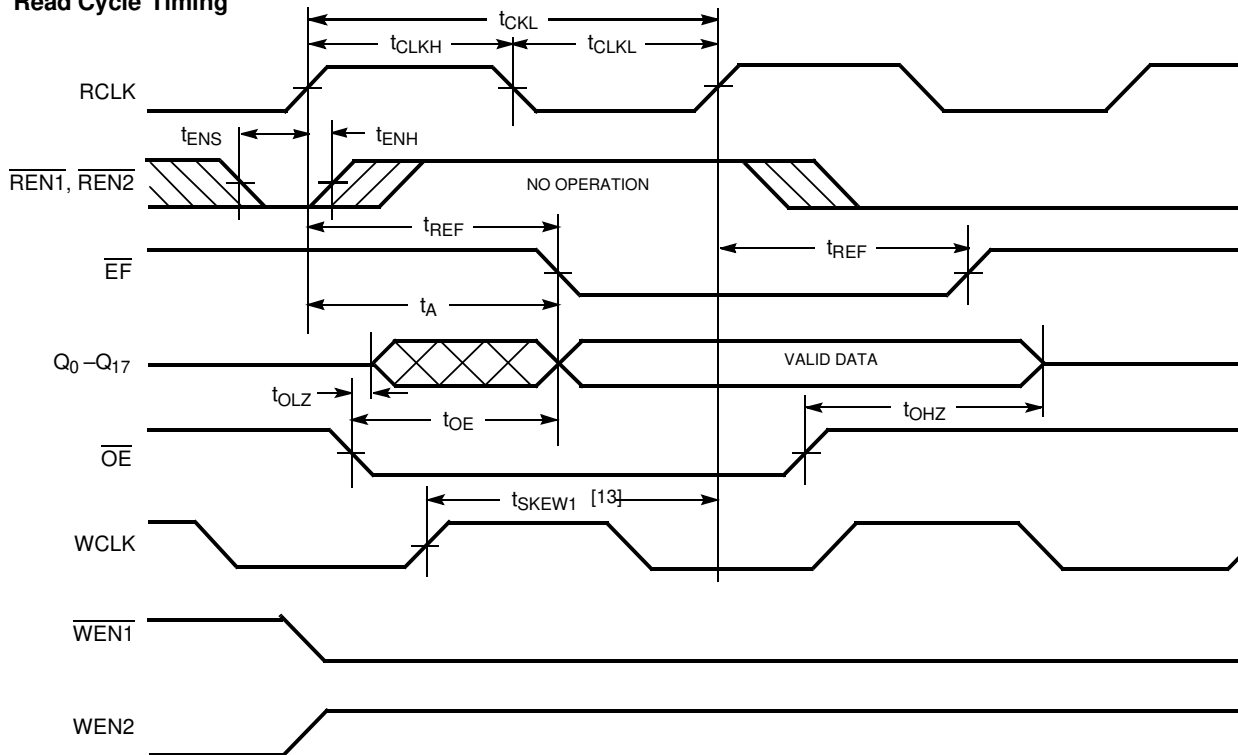 Read Cycle Timing
tCKL
tCLKH
tCLKL
RCLK
tENS
tENH
REN1, REN2
NO OPERATION
tREF
tREF
EF
tA
Q0 –Q17
VALID DATA
tOLZ
tOE
tOHZ
OE
tSKEW1 [13]
WCLK
WEN1
WEN2